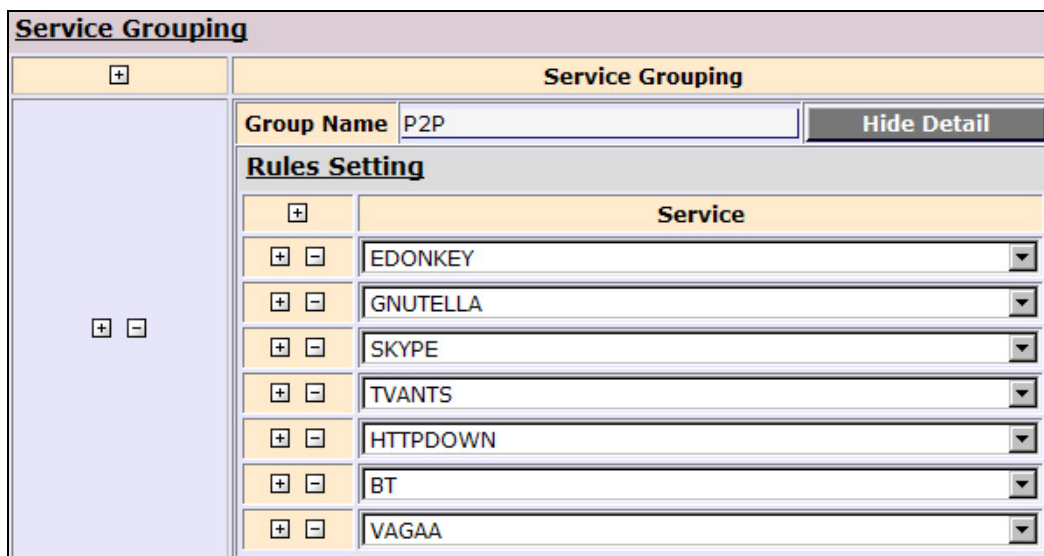 Service Grouping
Service Grouping
Group Name P2P Hide Detail
Rules Setting
Service
EDONKEY
GNUTELLA
SKYPE
TVANTS
HTTPDOWN
BT
VAGAA